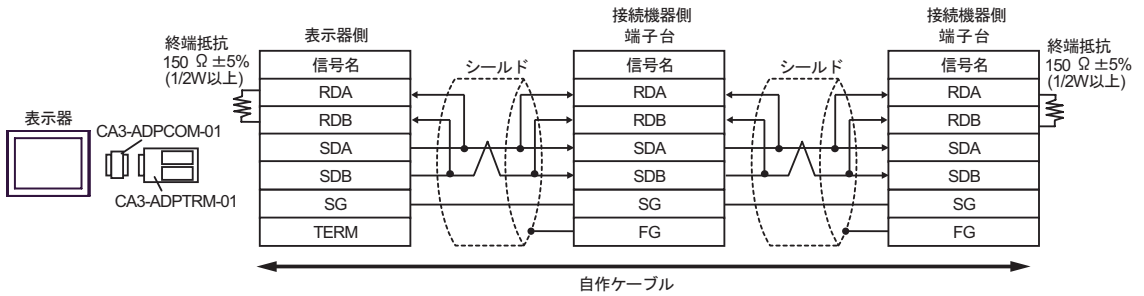 終端抵抗
150 Ω ±5%
(1/2W以上)
表示器
CA3-ADPCOM-01
CA3-ADPTRM-01
表示器側
信号名
RDA
RDB
SDA
SDB
SG
TERM
シールド
接続機器側
端子台
信号名
RDA
RDB
SDA
SDB
SG
FG
シールド
接続機器側
端子台
信号名
RDA
RDB
SDA
SDB
SG
FG
終端抵抗
150 Ω ±5%
(1/2W以上)
自作ケーブル